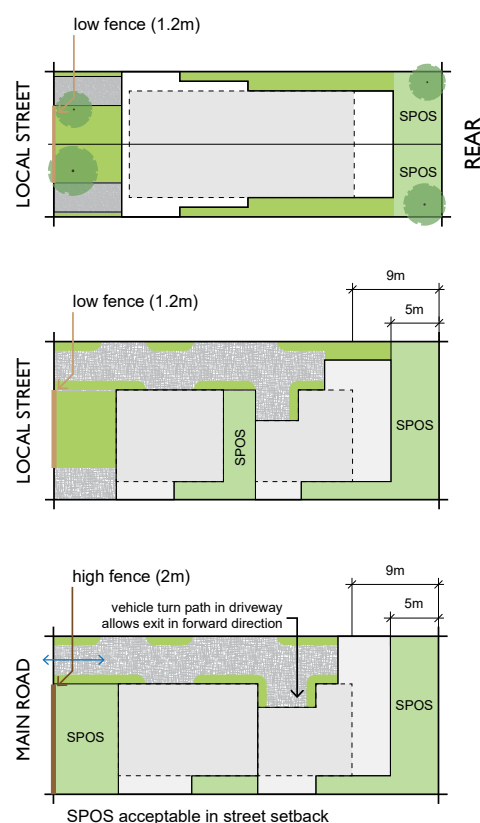 low fence (1.2m)
LOCAL STREET
SPOS
SPOS
REAR
9m
5m
low fence (1.2m)
LOCAL STREET
SPOS
SPOS
9m
5m
high fence (2m)
vehicle turn path in driveway
allows exit in forward direction
MAIN ROAD
SPOS
SPOS
SPOS acceptable in street setback